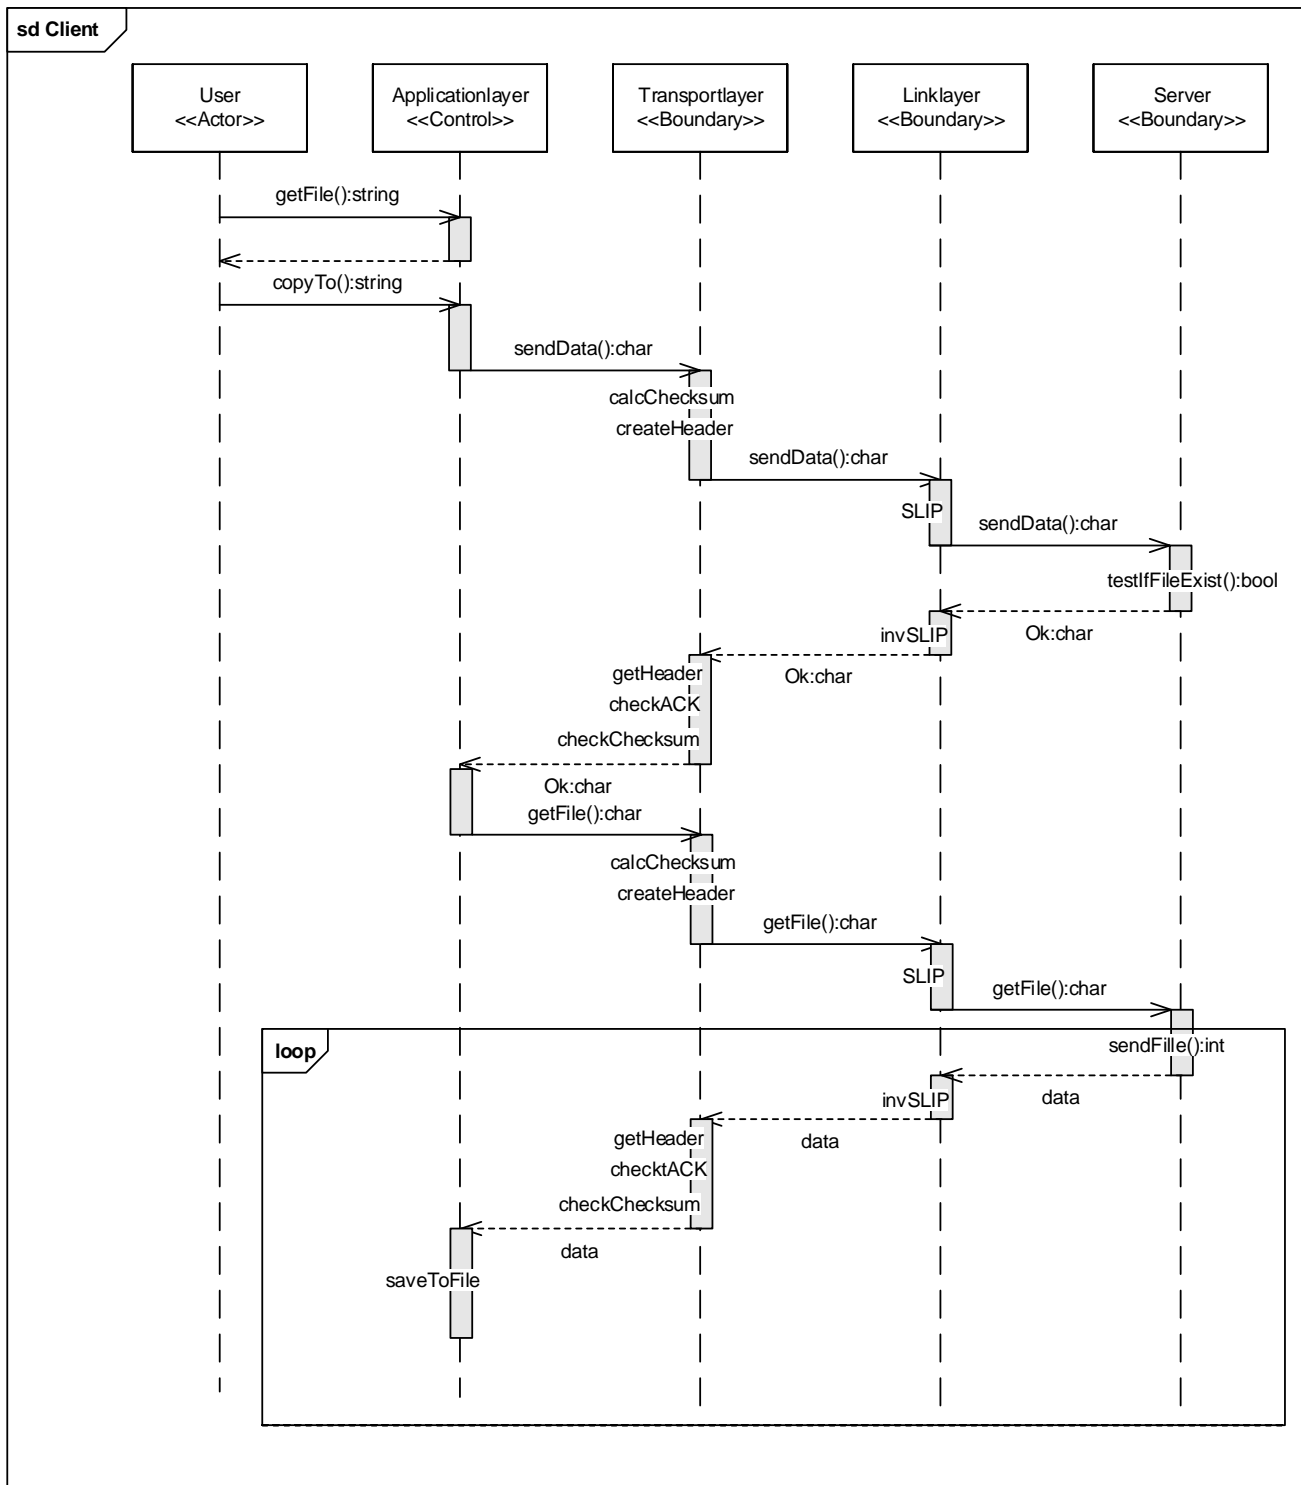 sd Client
User
<<Actor>>
Applicationlayer
<<Control>>
Transportlayer
<<Boundary>>
Linklayer
<<Boundary>>
Server
<<Boundary>>
getFile():string
copyTo():string
sendData():char
calcChecksum
createHeader
sendData():char
SLIP
sendData():char
testIfFileExist():bool
Ok:char
invSLIP
Ok:char
getHeader
checkACK
checkChecksum
Ok:char
getFile():char
calcChecksum
createHeader
getFile():char
SLIP
getFile():char
loop
sendFille():int
data
invSLIP
data
getHeader
checktACK
checkChecksum
data
saveToFile